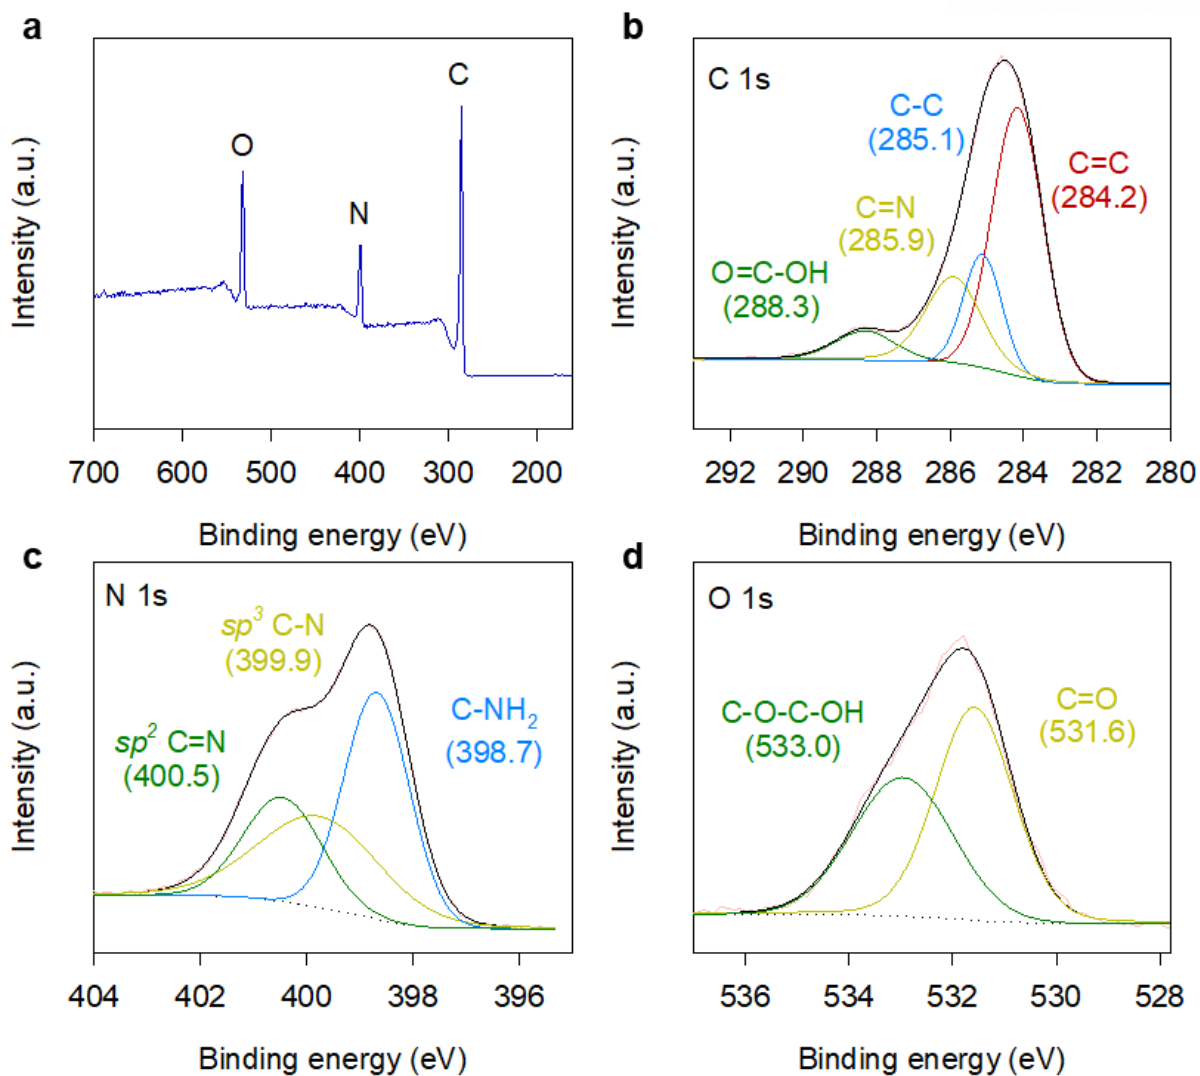 a
O
N
C
Intensity (a.u.)
700 600 500 400 300 200
Binding energy (eV)
b
C 1s
C-C
(285.1)
C=C
(284.2)
C=N
(285.9)
O=C-OH
(288.3)
Intensity (a.u.)
292 290 288 286 284 282 280
Binding energy (eV)
c
N 1s
sp³ C-N
(399.9)
C-NH₂
(398.7)
sp² C=N
(400.5)
Intensity (a.u.)
404 402 400 398 396
Binding energy (eV)
d
O 1s
C-O-C-OH
(533.0)
C=O
(531.6)
Intensity (a.u.)
536 534 532 530 528
Binding energy (eV)